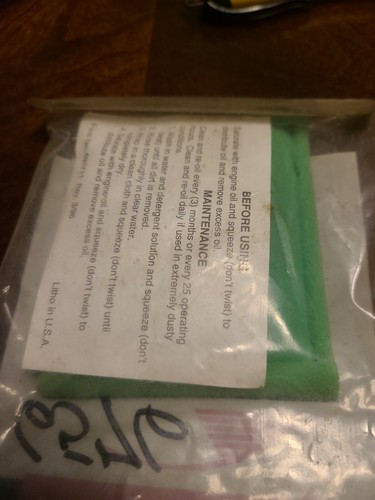 BEFORE USING
Saturate with engine oil and squeeze (don't twist) to
distribute oil and remove excess oil.
MAINTENANCE
Clean and re-oil every (3) months or every 25 operating
hours. Clean and re-oil daily if used in extremely dusty
conditions.
Wash in water and detergent solution and squeeze (don't
twist) until all dirt is removed.
Rinse thoroughly in clear water.
in a clean cloth and squeeze (don't twist) until
completely dry.
Saturate with engine oil and squeeze (don't twist) to
distribute oil and remove excess oil.
Litho in U.S.A.